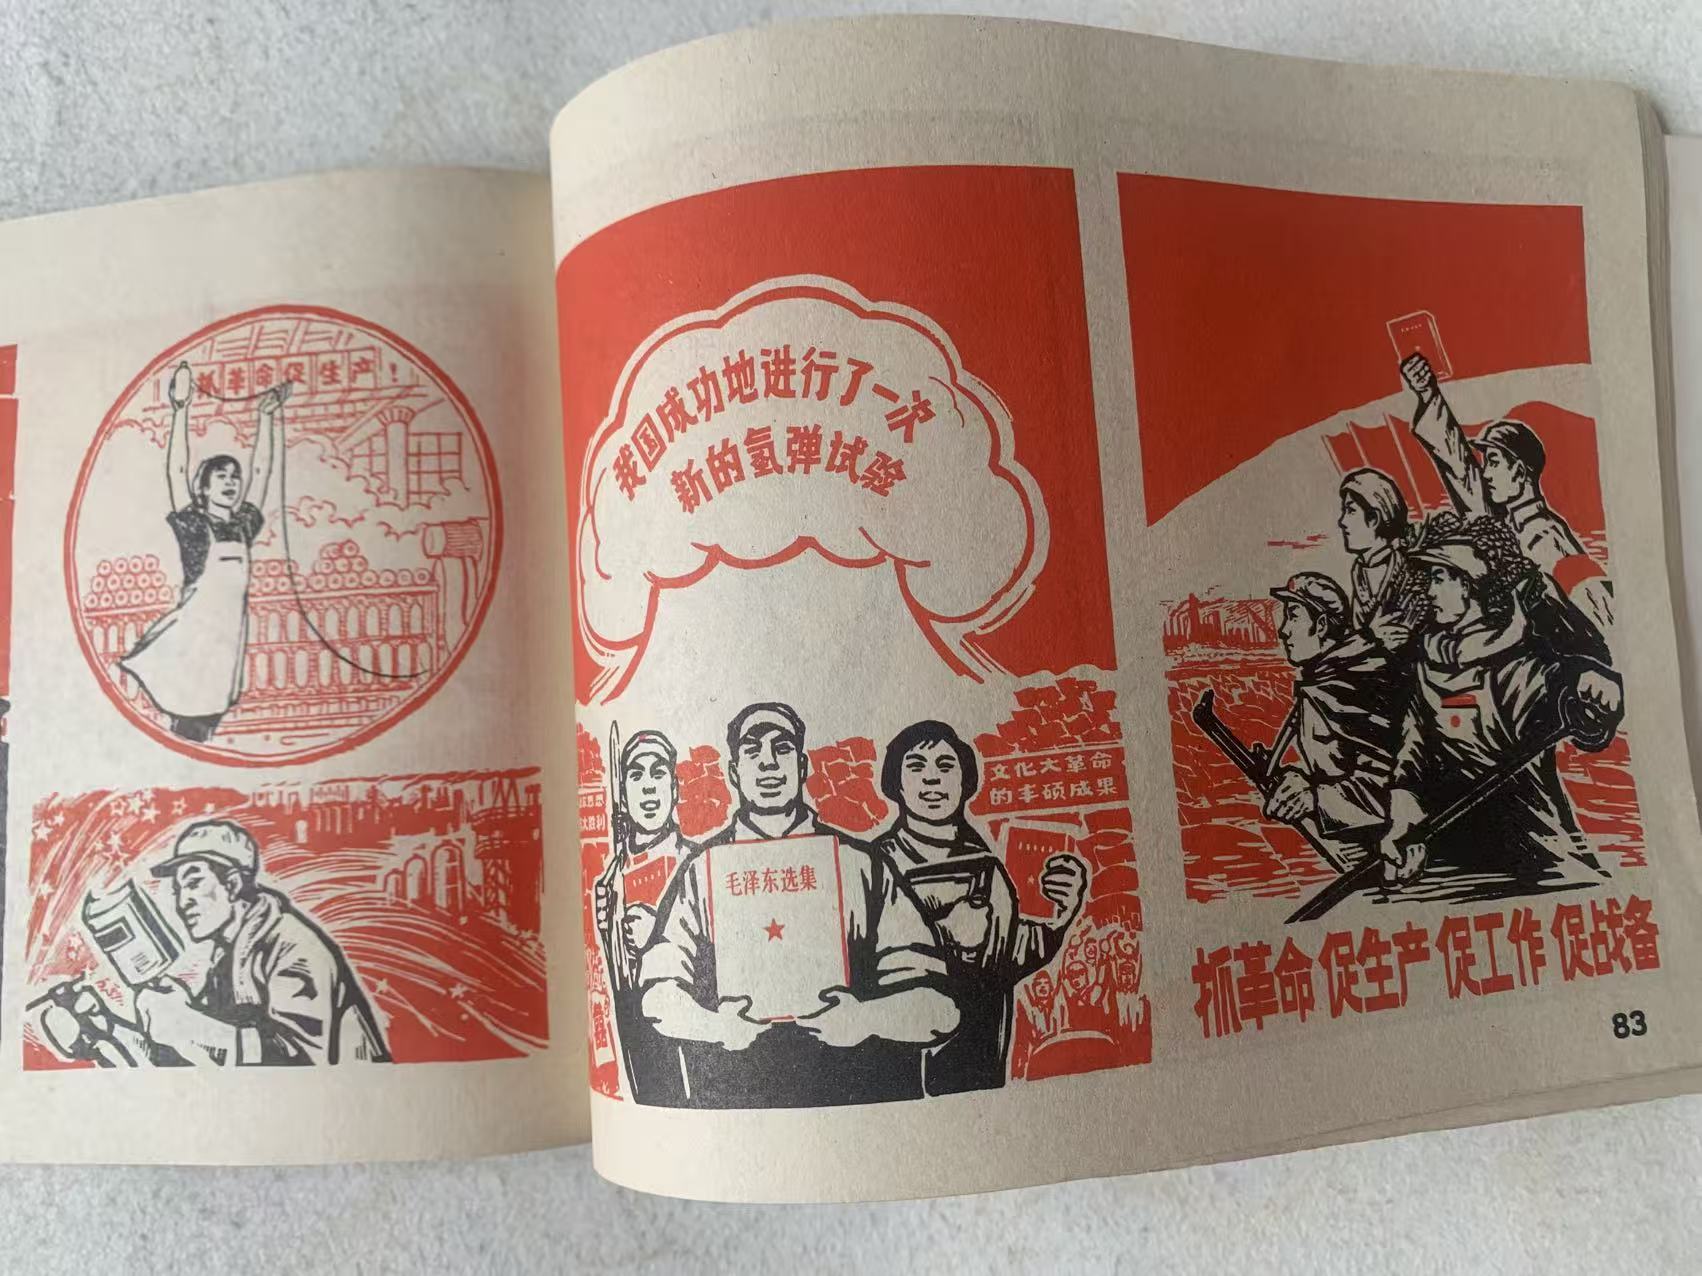 抓革命促生产！
我国成功地进行了一次
新的氢弹试验
文化大革命
的丰硕成果
毛泽东选集
抓革命 促生产 促工作 促战备
83